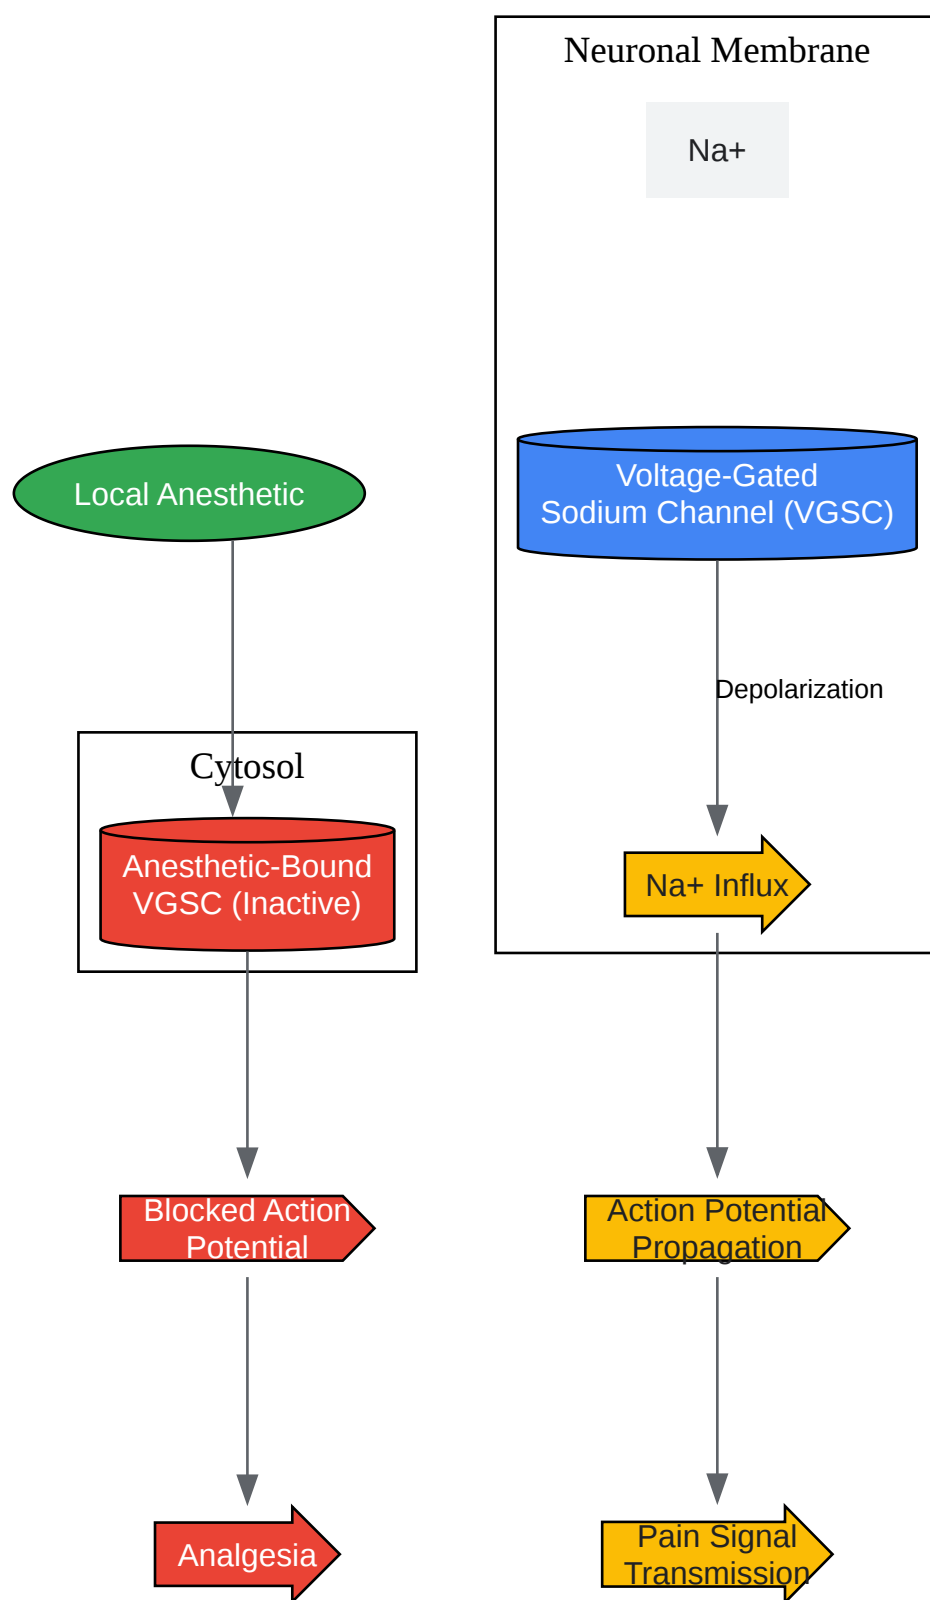 Neuronal Membrane
Na+
Local Anesthetic
Voltage-Gated
Sodium Channel (VGSC)
Depolarization
Cytosol
Anesthetic-Bound
VGSC (Inactive)
Na+ Influx
Blocked Action
Potential
Action Potential
Propagation
Analgesia
Pain Signal
Transmission